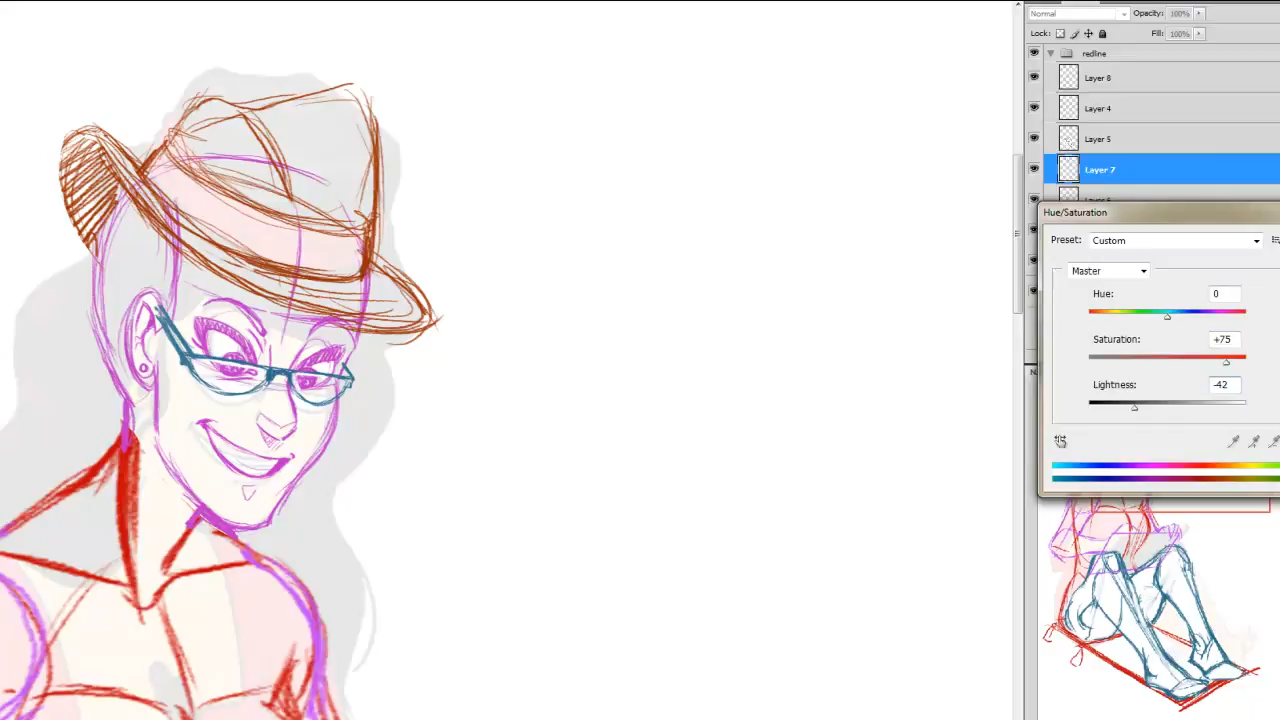 Normal Opacity: 100%
Lock: Fill: 100%
redline
Layer 8
Layer 4
Layer 5
Layer 7
Hue/Saturation
Preset: Custom
Master
Hue: 0
Saturation: +75
Lightness: -42